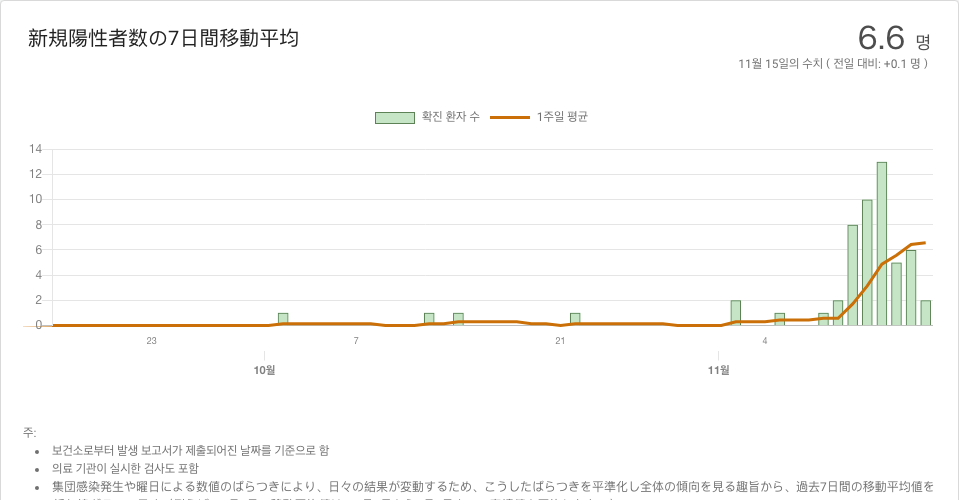 新規陽性者数の7日間移動平均
6.6 명
11월 15일의 수치 ( 전일 대비: +0.1 명 )
확진 환자 수 1주일 평균
14
12
10
8
6
4
2
0
23 7 21 4
10월 11월
주:
보건소로부터 발생 보고서가 제출되어진 날짜를 기준으로 함
의료 기관이 실시한 검사도 포함
集団感染発生や曜日による数値のばらつきにより、日々の結果が変動するため、こうしたばらつきを平準化し全体の傾向を見る趣旨から、過去7日間の移動平均値を